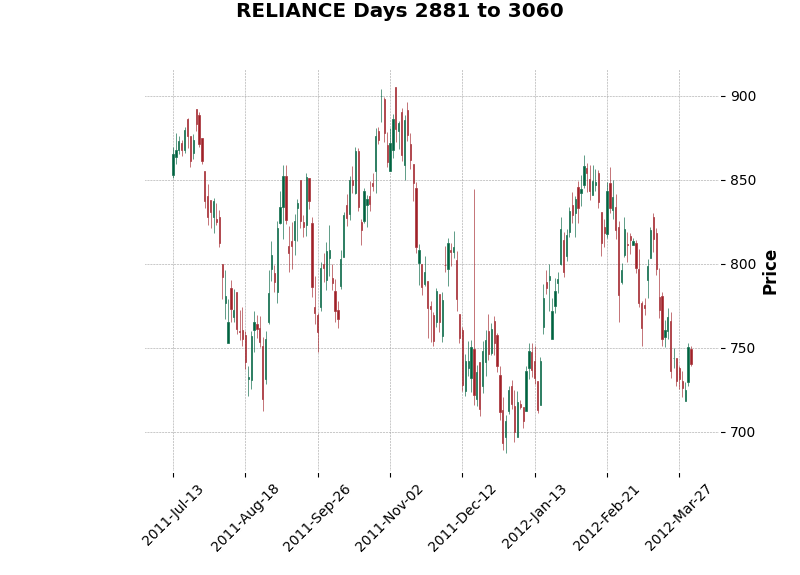 RELIANCE Days 2881 to 3060
900
850
800
750
700
Price
2011-Jul-13
2011-Aug-18
2011-Sep-26
2011-Nov-02
2011-Dec-12
2012-Jan-13
2012-Feb-21
2012-Mar-27